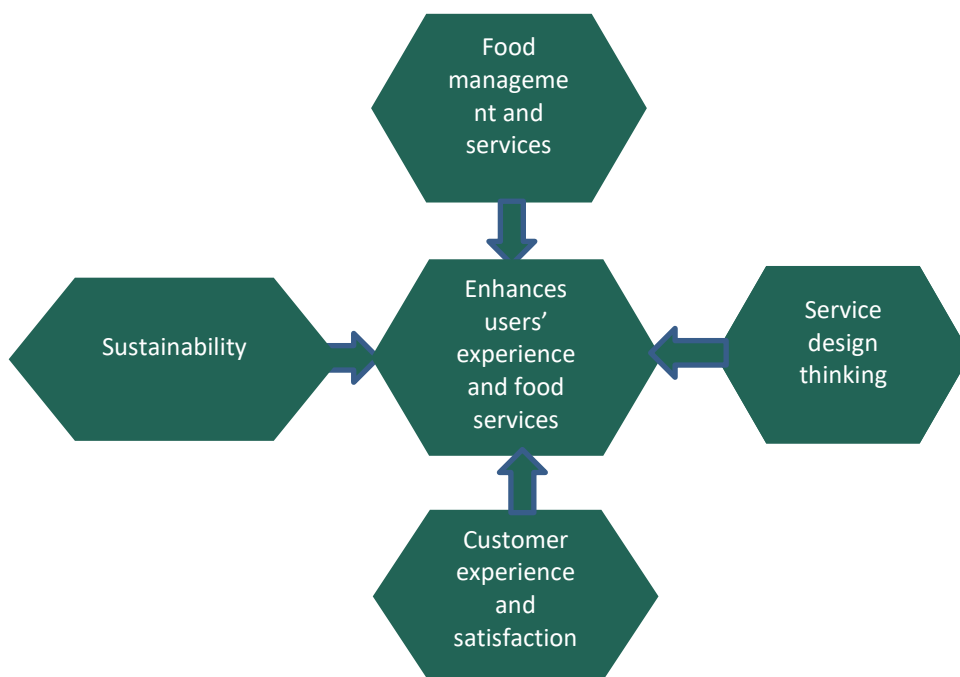 Food
manageme
nt and
services
Sustainability
Enhances
users’
experience
and food
services
Service
design
thinking
Customer
experience
and
satisfaction